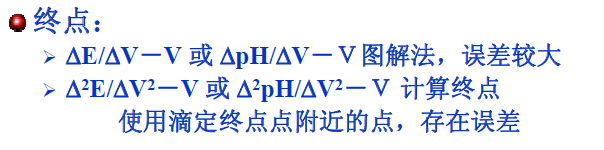 终点：
ΔE/ΔV－V 或 ΔpH/ΔV－V图解法，误差较大
Δ²E/ΔV²－V 或 Δ²pH/ΔV²－V 计算终点
使用滴定终点点附近的点，存在误差